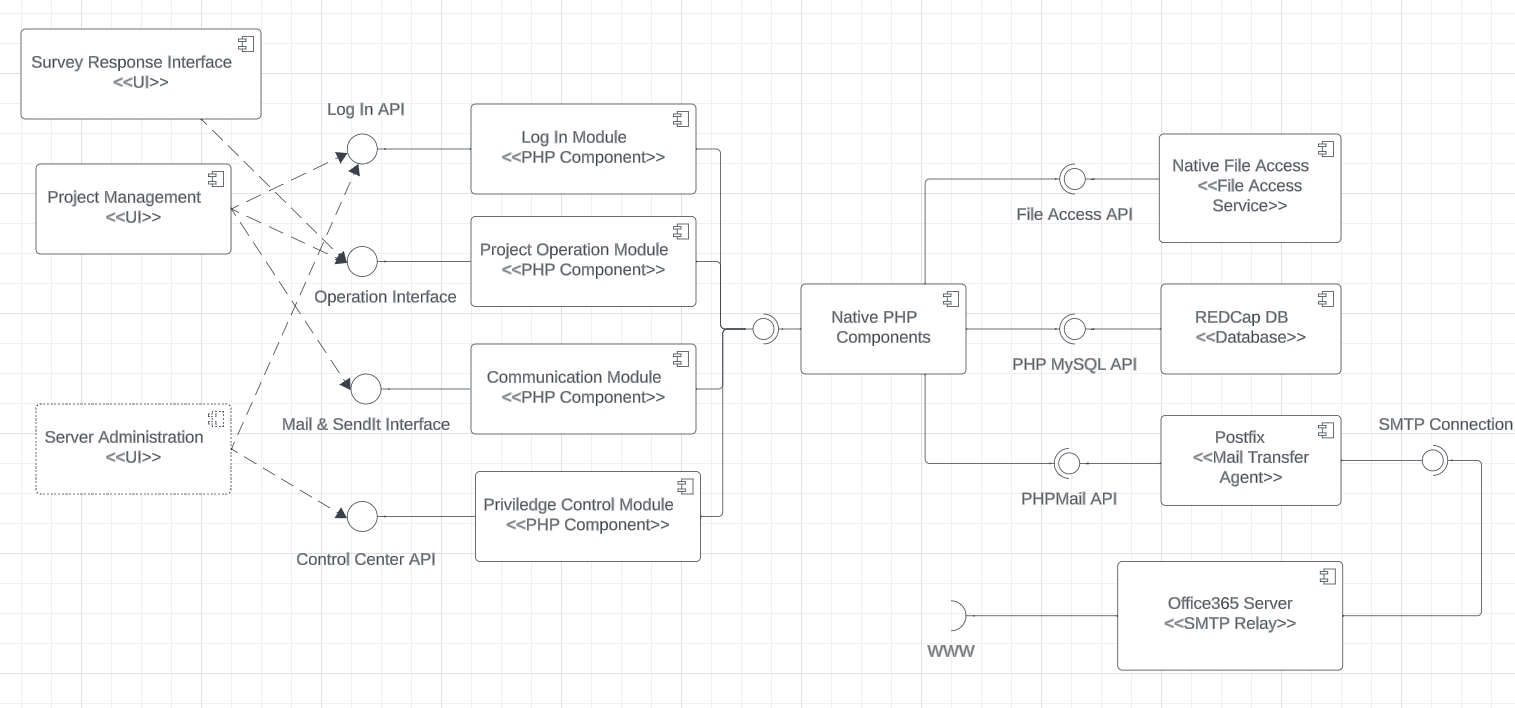 Survey Response Interface
<<UI>>
Project Management
<<UI>>
Server Administration
<<UI>>
Log In API
Operation Interface
Mail & SendIt Interface
Control Center API
Log In Module
<<PHP Component>>
Project Operation Module
<<PHP Component>>
Communication Module
<<PHP Component>>
Priviledge Control Module
<<PHP Component>>
Native PHP
Components
File Access API
PHP MySQL API
PHPMail API
Native File Access
<<File Access
Service>>
REDCap DB
<<Database>>
Postfix
<<Mail Transfer
Agent>>
SMTP Connection
Office365 Server
<<SMTP Relay>>
WWW